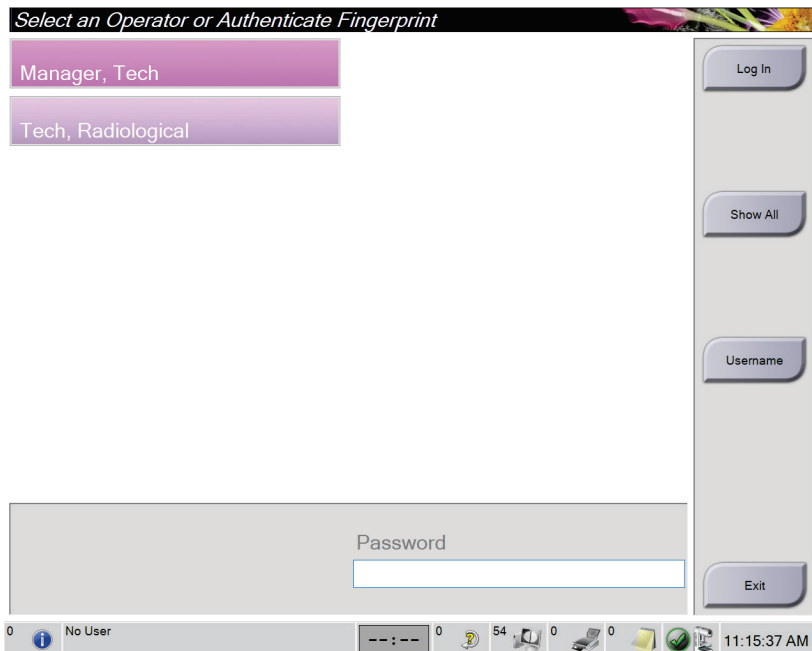 Select an Operator or Authenticate Fingerprint
Manager, Tech
Tech, Radiological
Log In
Show All
Username
Password
Exit
0 No User --:-- 0 54 0 0 11:15:37 AM